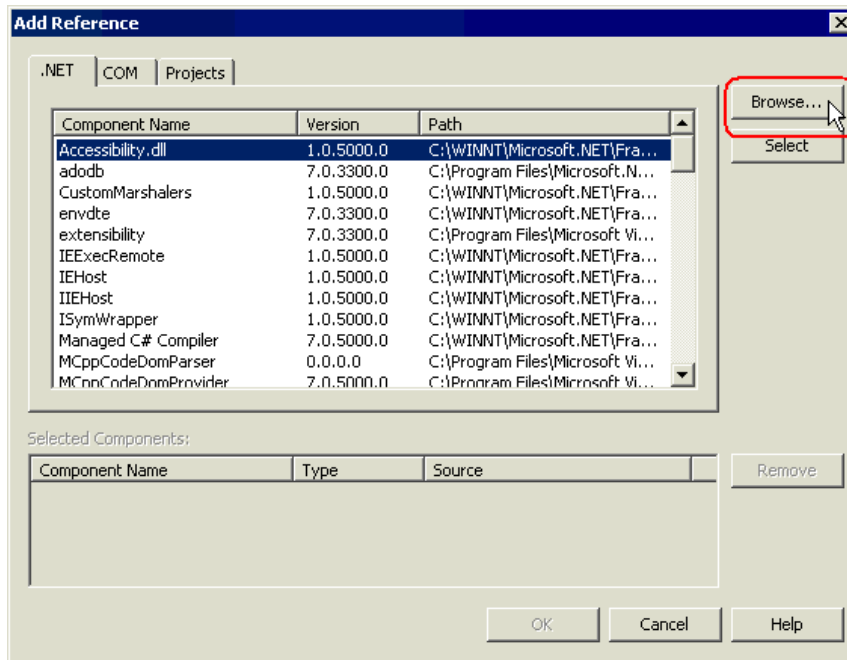 Add Reference
.NET COM Projects
Browse...
Component Name Version Path
Select
Accessibility.dll 1.0.5000.0 C:\WINNT\Microsoft.NET\Fra...
adodb 7.0.3300.0 C:\Program Files\Microsoft.N...
CustomMarshalers 1.0.5000.0 C:\WINNT\Microsoft.NET\Fra...
envdte 7.0.3300.0 C:\WINNT\Microsoft.NET\Fra...
extensibility 7.0.3300.0 C:\Program Files\Microsoft Vi...
IEExecRemote 1.0.5000.0 C:\WINNT\Microsoft.NET\Fra...
IEHost 1.0.5000.0 C:\WINNT\Microsoft.NET\Fra...
IIEHost 1.0.5000.0 C:\WINNT\Microsoft.NET\Fra...
ISymWrapper 1.0.5000.0 C:\WINNT\Microsoft.NET\Fra...
Managed C# Compiler 7.0.5000.0 C:\WINNT\Microsoft.NET\Fra...
MCppCodeDomParser 0.0.0.0 C:\Program Files\Microsoft Vi...
MCppCodeDomProvider 7.0.5000.0 C:\Program Files\Microsoft Vi...
Selected Components:
Component Name Type Source
Remove
OK Cancel Help